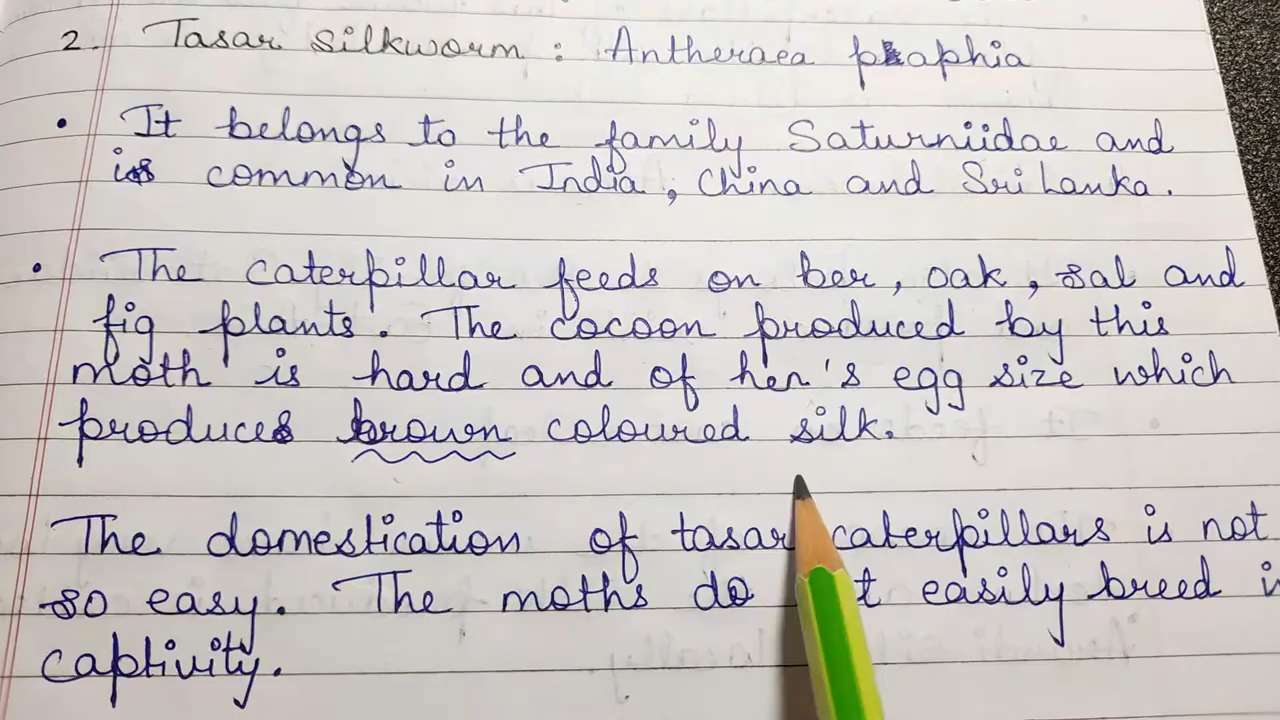 2. Tasar silkworm : Antheraea paphia
• It belongs to the family Saturniidae and
is common in India, China and Sri Lanka.
• The caterpillar feeds on ber, oak, sal and
fig plants. The cocoon produced by this
moth is hard and of hen's egg size which
produces brown coloured silk.
The domestication of tasar caterpillars is not
so easy. The moths do t easily breed i
captivity.